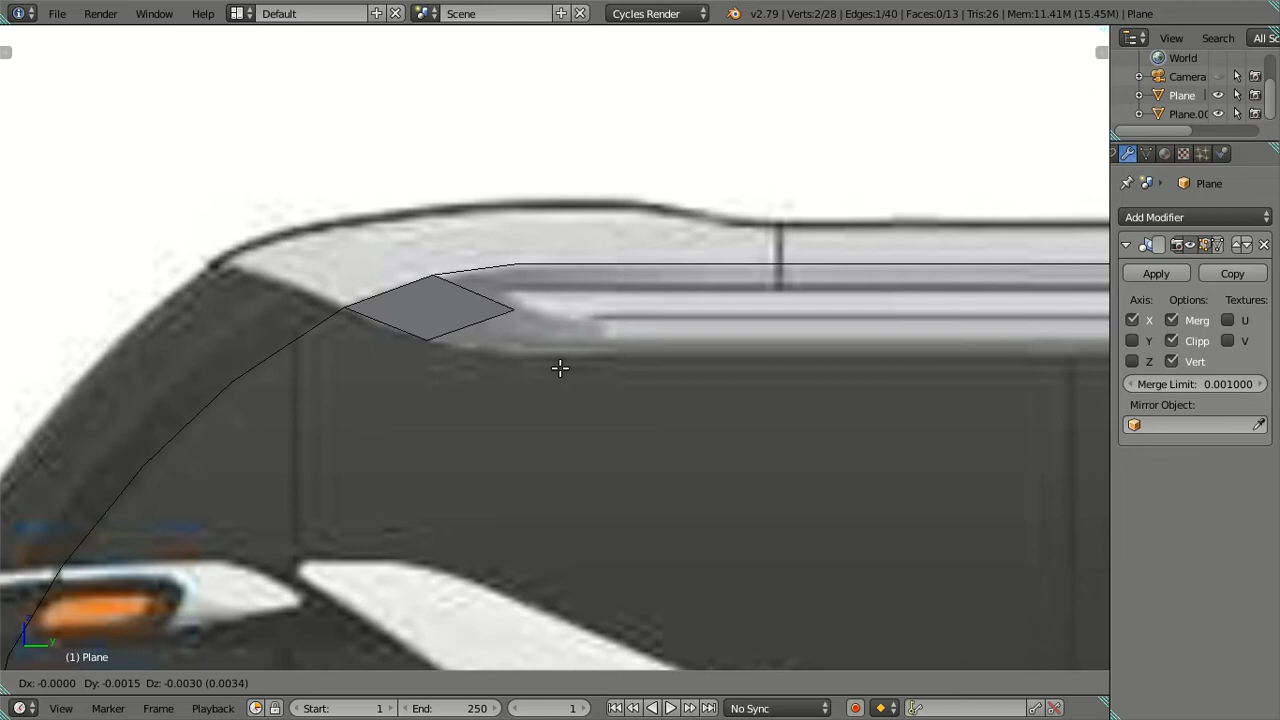 File Render Window Help Default Scene Cycles Render v2.79 | Verts:2/28 | Edges:1/40 | Faces:0/13 | Tris:26 | Mem:11.41M (15.45M) | Plane
View Search All Sc
World
Camera
Plane
Plane.00
Plane
Add Modifier
Apply Copy
Axis: Options: Textures:
X Merg U
Y Clipp V
Z Vert
Merge Limit: 0.001000
Mirror Object:
z
y
(1) Plane
Dx: -0.0000 Dy: -0.0015 Dz: -0.0030 (0.0034)
View Marker Frame Playback Start: 1 End: 250 1 No Sync